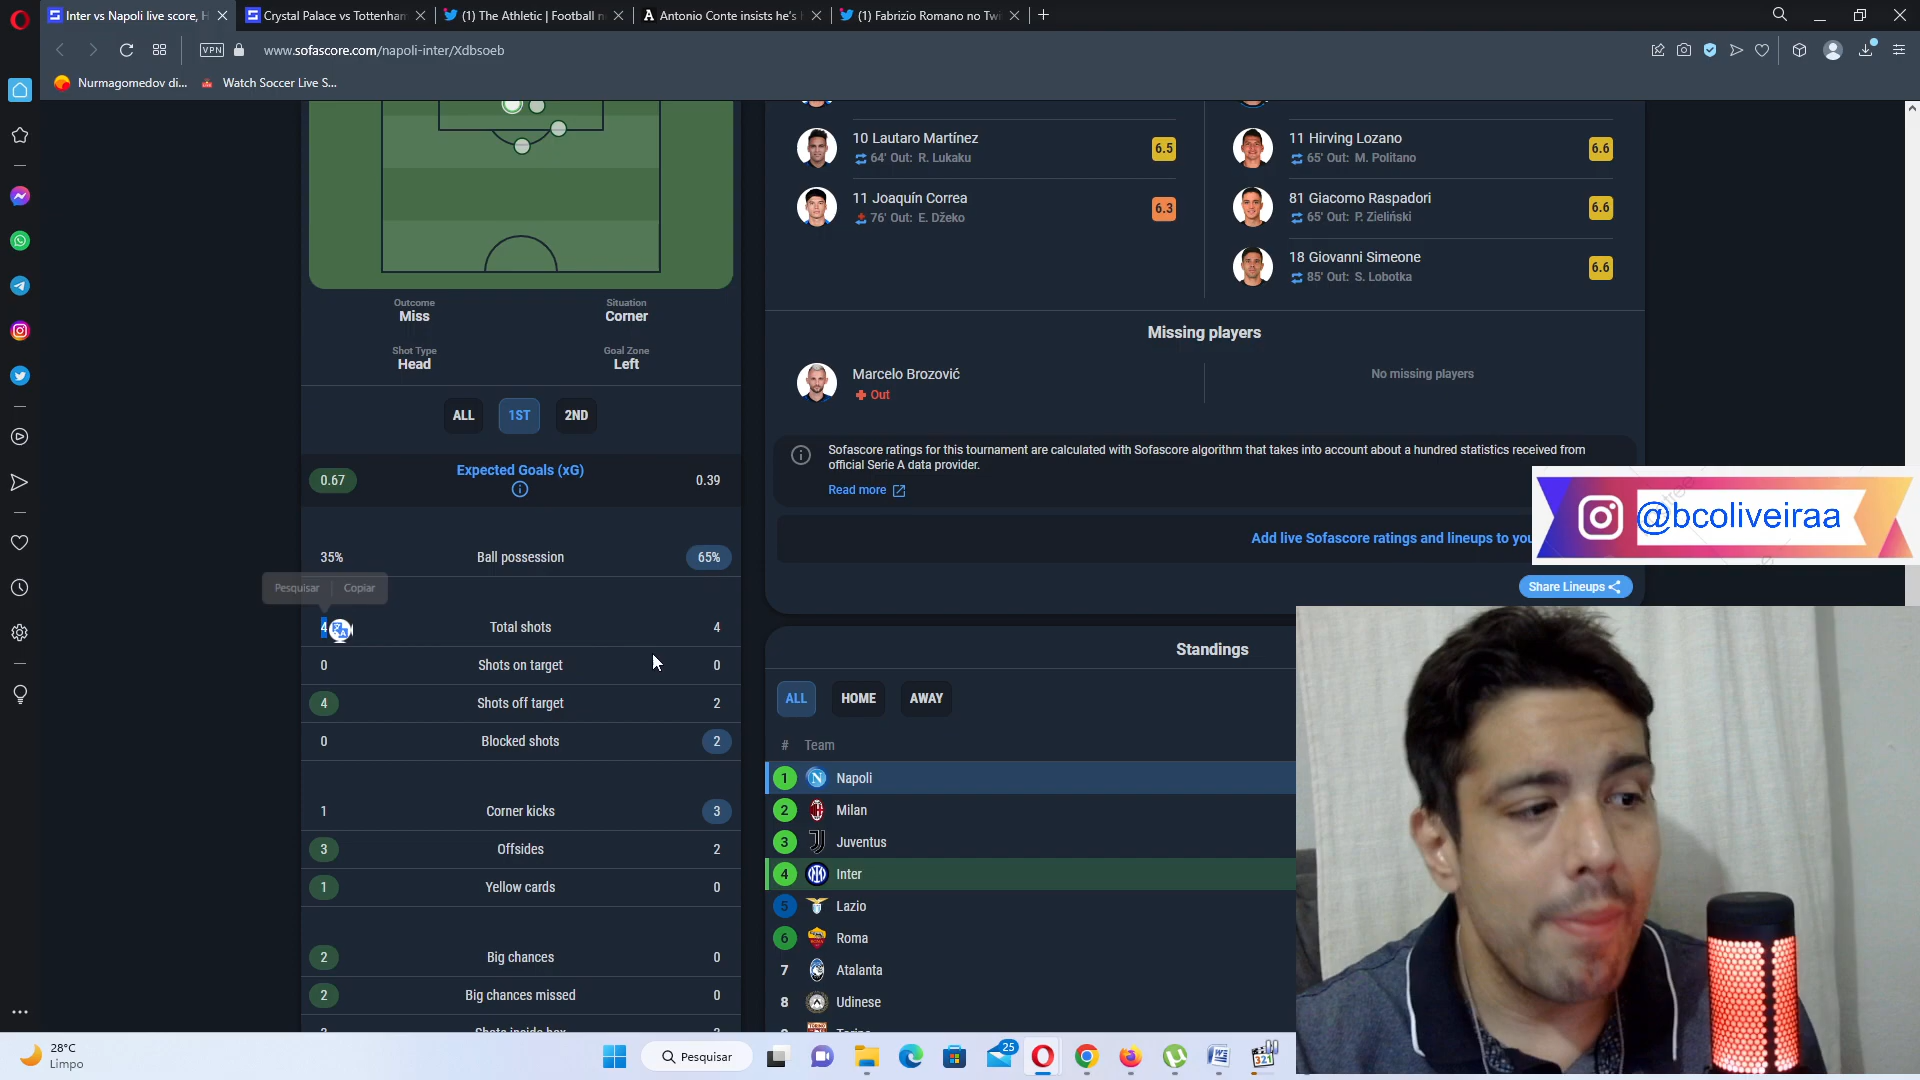 Inter vs Napoli live score, H
Crystal Palace vs Tottenham
(1) The Athletic | Football n
Antonio Conte insists he's
(1) Fabrizio Romano no Twi
VPN
www.sofascore.com/napoli-inter/Xdbsoeb
Nurmagomedov di...
Watch Soccer Live S...
Outcome
Miss
Situation
Corner
Shot Type
Head
Goal Zone
Left
ALL
1ST
2ND
0.67
Expected Goals (xG)
0.39
35%
Ball possession
65%
Pesquisar
Copiar
4
Total shots
4
0
Shots on target
0
4
Shots off target
2
0
Blocked shots
2
1
Corner kicks
3
3
Offsides
2
1
Yellow cards
0
2
Big chances
0
2
Big chances missed
0
10 Lautaro Martínez
64' Out: R. Lukaku
6.5
11 Joaquín Correa
76' Out: E. Džeko
6.3
11 Hirving Lozano
65' Out: M. Politano
6.6
81 Giacomo Raspadori
65' Out: P. Zieliński
6.6
18 Giovanni Simeone
85' Out: S. Lobotka
6.6
Missing players
Marcelo Brozović
Out
No missing players
Sofascore ratings for this tournament are calculated with Sofascore algorithm that takes into account about a hundred statistics received from
official Serie A data provider.
Read more
Add live Sofascore ratings and lineups to you
Share Lineups
@bcoliveiraa
Standings
ALL
HOME
AWAY
# Team
1 Napoli
2 Milan
3 Juventus
4 Inter
5 Lazio
6 Roma
7 Atalanta
8 Udinese
28°C
Limpo
Pesquisar
25
321